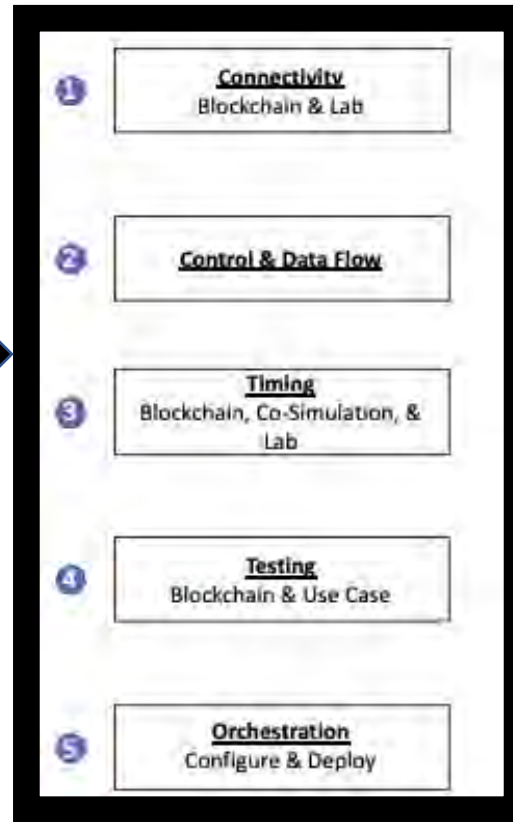 1
Connectivity
Blockchain & Lab
2
Control & Data Flow
3
Timing
Blockchain, Co-Simulation, &
Lab
4
Testing
Blockchain & Use Case
5
Orchestration
Configure & Deploy